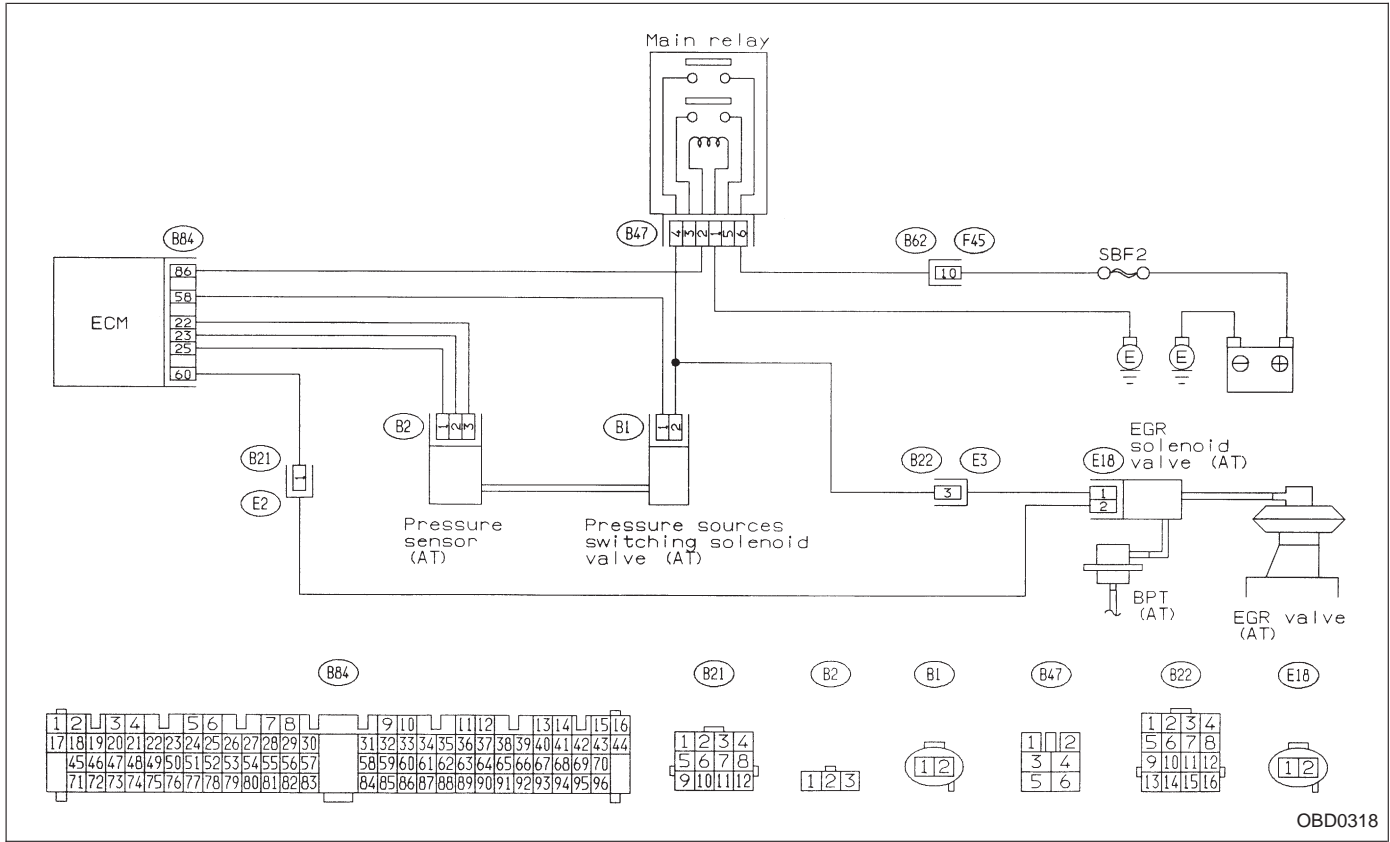 Main relay
B47
4 3 2 1 5 6
B84
B62 F45
SBF2
10
86
58
22
23
25
60
ECM
E E
⊖ ⊕
B2
1 2 3
B1
1 2
B21
1
E2
Pressure
sensor
(AT)
Pressure sources
switching solenoid
valve (AT)
B22 E3
3
E18
1
2
EGR
solenoid
valve (AT)
BPT
(AT)
EGR valve
(AT)
B84
1 2 3 4 5 6 7 8 9 10 11 12 13 14 15 16
17 18 19 20 21 22 23 24 25 26 27 28 29 30 31 32 33 34 35 36 37 38 39 40 41 42 43 44
45 46 47 48 49 50 51 52 53 54 55 56 57 58 59 60 61 62 63 64 65 66 67 68 69 70
71 72 73 74 75 76 77 78 79 80 81 82 83 84 85 86 87 88 89 90 91 92 93 94 95 96
B21
1 2 3 4
5 6 7 8
9 10 11 12
B2
1 2 3
B1
1 2
B47
1 2
3 4
5 6
B22
1 2 3 4
5 6 7 8
9 10 11 12
13 14 15 16
E18
1 2
OBD0318